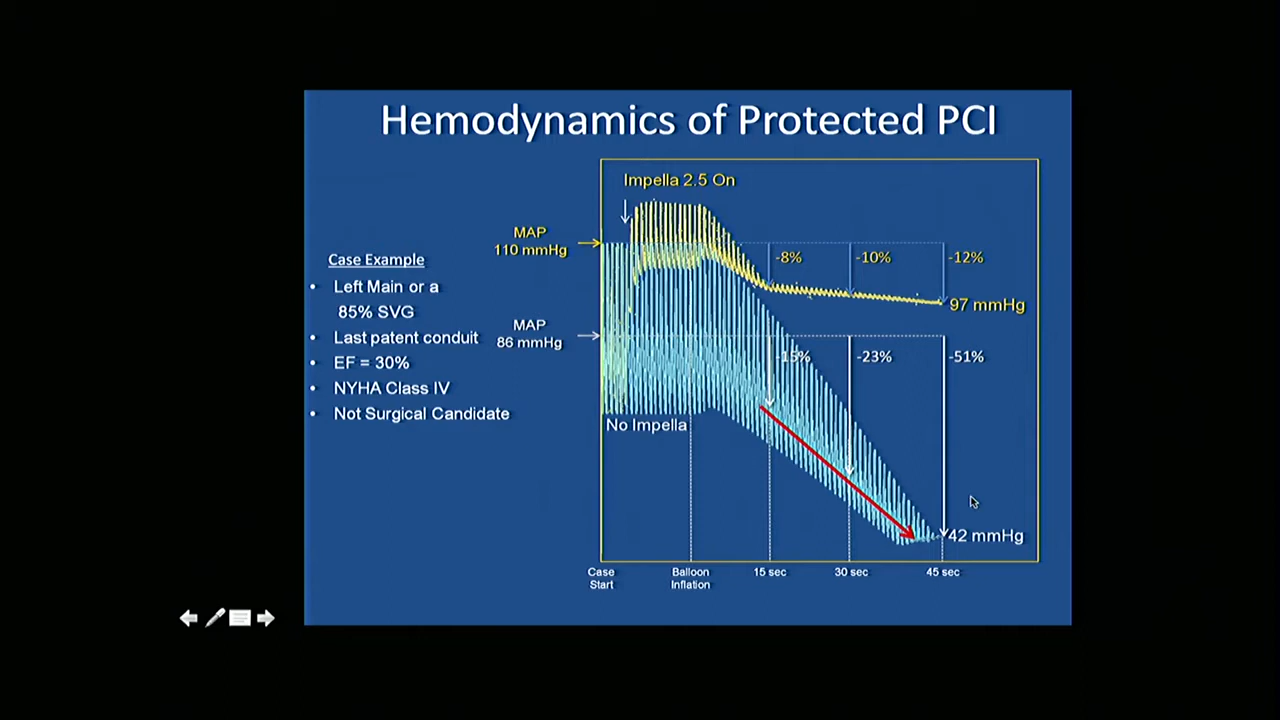 Hemodynamics of Protected PCI
Impella 2.5 On
MAP
110 mmHg
-8%
-10%
-12%
97 mmHg
Case Example
Left Main or a
85% SVG
Last patent conduit
EF = 30%
NYHA Class IV
Not Surgical Candidate
MAP
86 mmHg
-15%
-23%
-51%
No Impella
42 mmHg
Case
Start
Balloon
Inflation
15 sec
30 sec
45 sec